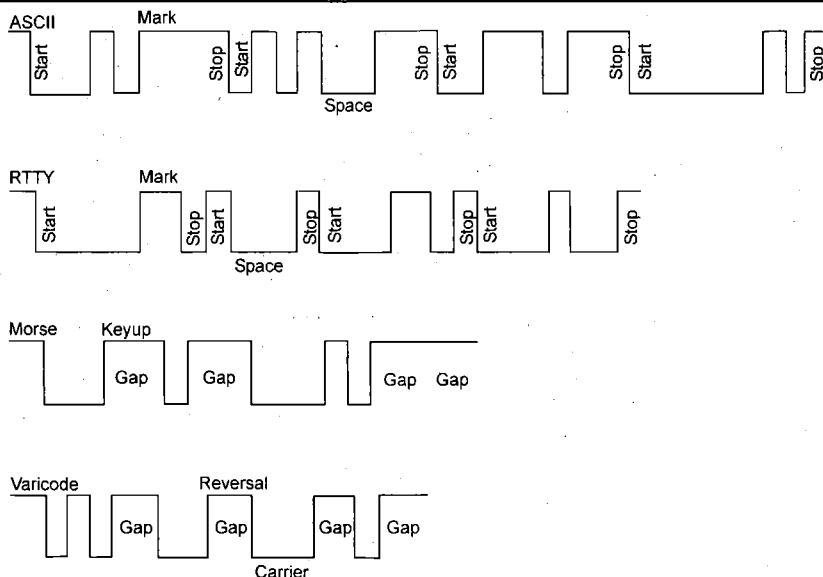 ASCII Mark
Start Stop Start Stop Start Stop Start Stop
Space
RTTY Mark
Start Stop Start Stop Start Stop Start Stop
Space
Morse Keyup
Gap Gap Gap Gap
Varicode Reversal
Gap Gap Gap Gap
Carrier